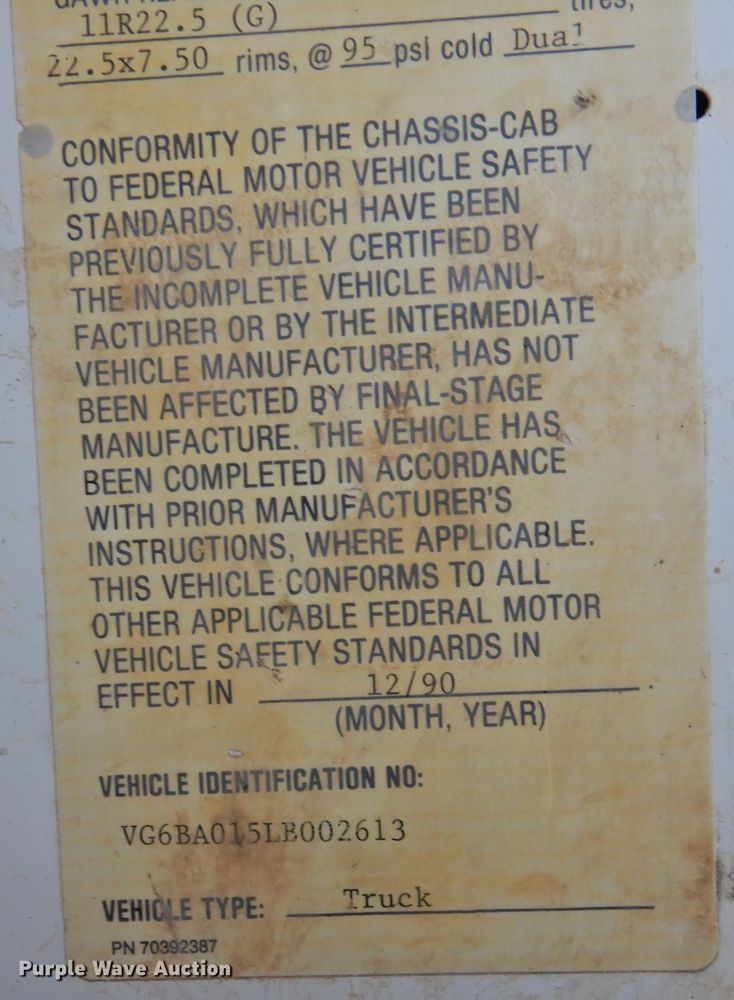 11R22.5 (G) tires,
22.5x7.50 rims, @ 95 psi cold Dual
CONFORMITY OF THE CHASSIS-CAB
TO FEDERAL MOTOR VEHICLE SAFETY
STANDARDS, WHICH HAVE BEEN
PREVIOUSLY FULLY CERTIFIED BY
THE INCOMPLETE VEHICLE MANU-
FACTURER OR BY THE INTERMEDIATE
VEHICLE MANUFACTURER, HAS NOT
BEEN AFFECTED BY FINAL-STAGE
MANUFACTURE. THE VEHICLE HAS
BEEN COMPLETED IN ACCORDANCE
WITH PRIOR MANUFACTURER'S
INSTRUCTIONS, WHERE APPLICABLE.
THIS VEHICLE CONFORMS TO ALL
OTHER APPLICABLE FEDERAL MOTOR
VEHICLE SAFETY STANDARDS IN
EFFECT IN 12/90.
(MONTH, YEAR)
VEHICLE IDENTIFICATION NO:
VG6BA015LB002613
VEHICLE TYPE: Truck
PN 70392387
Purple Wave Auction